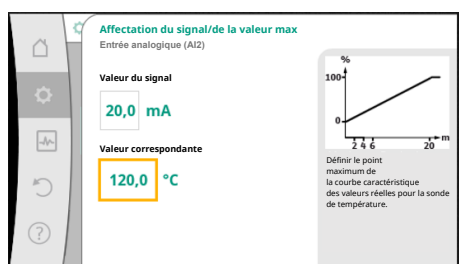 Affectation du signal/de la valeur max
Entrée analogique (AI2)
Valeur du signal
20,0 mA
Valeur correspondante
120,0 °C
%
100
0
2 4 6 20
m
Définir le point
maximum de
la courbe caractéristique
des valeurs réelles pour la sonde
de température.
?